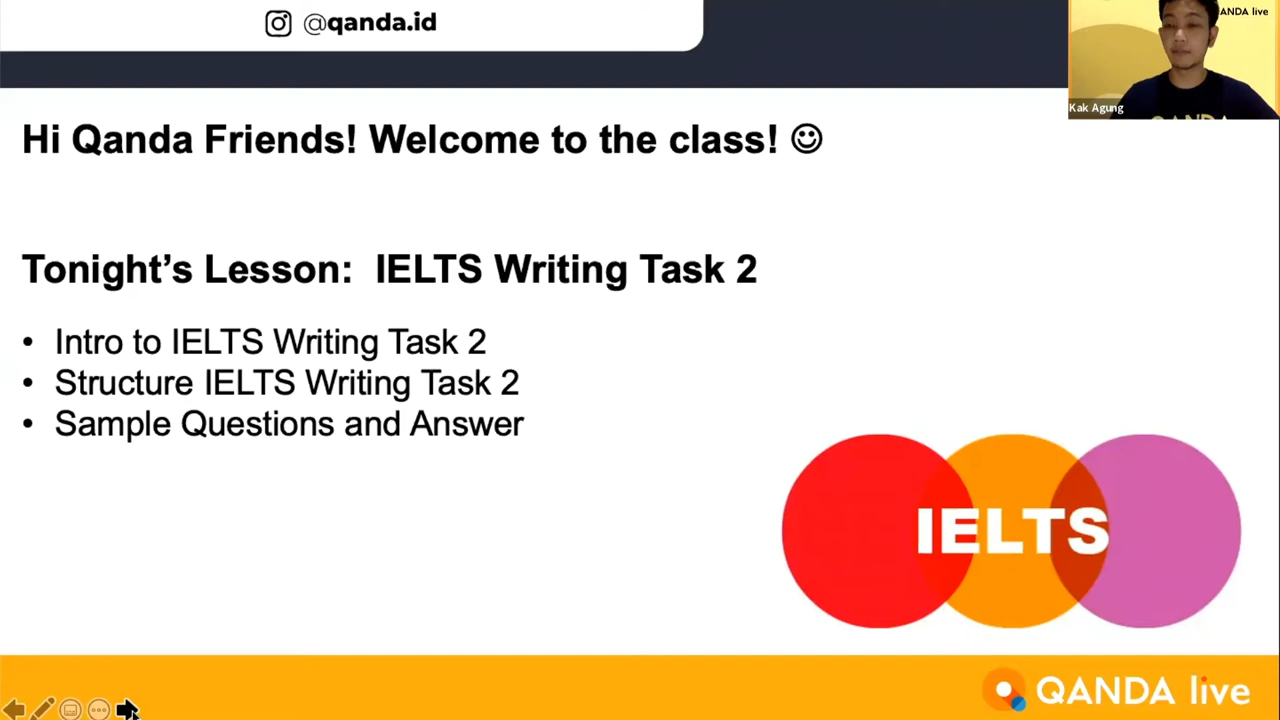 @qanda.id
ANDA live
Kak Agung
Hi Qanda Friends! Welcome to the class! ☺
Tonight’s Lesson: IELTS Writing Task 2
• Intro to IELTS Writing Task 2
• Structure IELTS Writing Task 2
• Sample Questions and Answer
IELTS
QANDA live